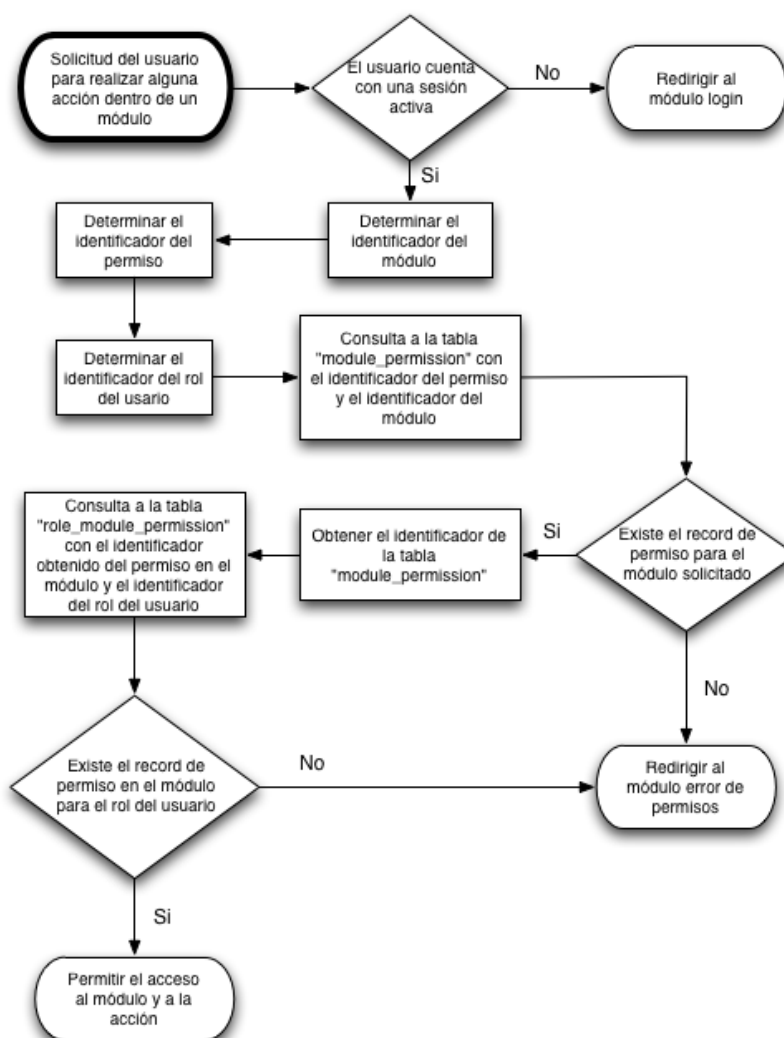 Solicitud del usuario
para realizar alguna
acción dentro de un
módulo
El usuario cuenta
con una sesión
activa
No
Redirigir al
módulo login
Si
Determinar el
identificador del
permiso
Determinar el
identificador del
módulo
Determinar el
identificador del rol
del usario
Consulta a la tabla
"module_permission" con
el identificador del permiso
y el identificador del
módulo
Consulta a la tabla
"role_module_permission"
con el identificador
obtenido del permiso en el
módulo y el identificador
del rol del usuario
Obtener el identificador de
la tabla
"module_permission"
Si
Existe el record de
permiso para el
módulo solicitado
No
Existe el record de
permiso en el módulo
para el rol del usuario
No
Redirigir al
módulo error de
permisos
Si
Permitir el acceso
al módulo y a la
acción